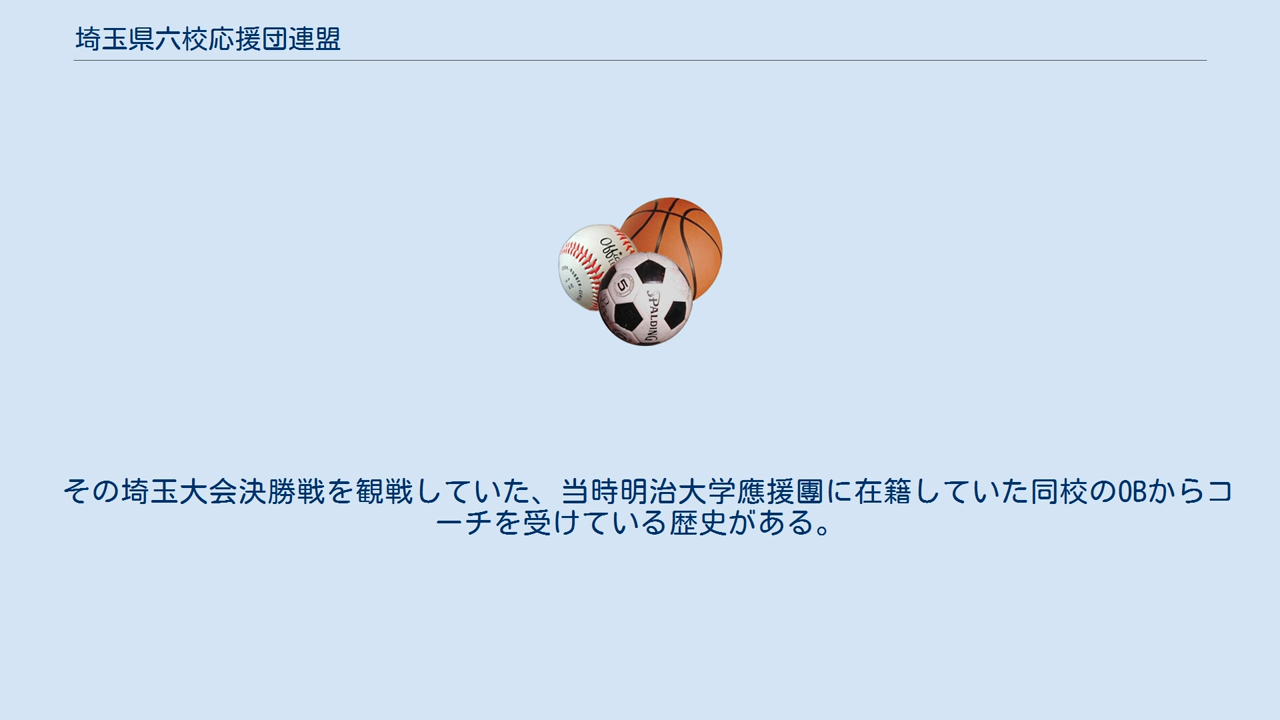 埼玉県六校応援団連盟
Offici
5
SPALDING
その埼玉大会決勝戦を観戦していた、当時明治大学應援團に在籍していた同校のOBからコ
ーチを受けている歴史がある。